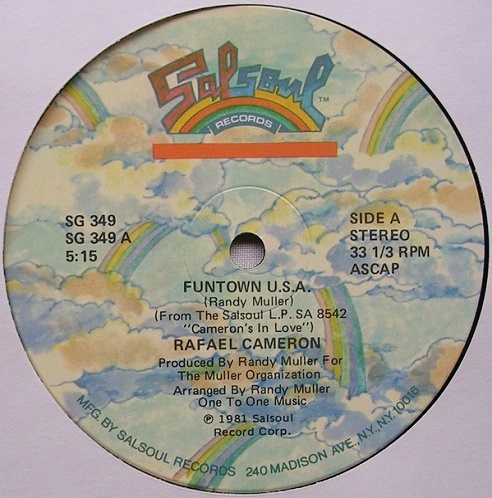 Salsoul TM
RECORDS
SG 349
SG 349 A
5:15
SIDE A
STEREO
33 1/3 RPM
ASCAP
FUNTOWN U.S.A.
(Randy Muller)
(From The Salsoul L.P. SA 8542
"Cameron's In Love")
RAFAEL CAMERON
Produced By Randy Muller For
The Muller Organization
Arranged By Randy Muller
One To One Music
℗ 1981 Salsoul
Record Corp.
MFG. BY SALSOUL RECORDS 240 MADISON AVE., N.Y., N.Y. 10016